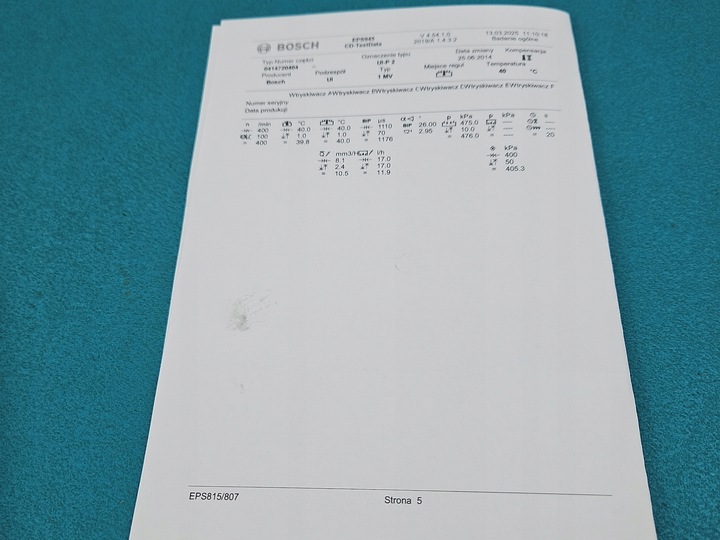 BOSCH
EPS945
CD-TestData
V 4.54.1.0
2019/A 1.4.3.2
13.03.2025 11:10:18
Badanie ogólne
Typ-Numer części
0414720404
Oznaczenie typu
UI-P 2
Data zmiany
25.06.2014
Kompensacja
Producent
Bosch
Podzespół
UI
Typ
1 MV
Miejsce reguł
Temperatura
40 °C
Wtryskiwacz AWtryskiwacz BWtryskiwacz CWtryskiwacz DWtryskiwacz EWtryskiwacz F
Numer seryjny
Data produkcji
n /min °C °C BIP µs p kPa p kPa
400 40.0 40.0 1110 BIP 26.00 475.0 ----
100 1.0 1.0 70 2.95 10.0 ----
= 400 = 39.8 = 40.0 = 1176 = 476.0 = ---- = 20
mm3/H l/h kPa
8.1 17.0 400
2.4 17.0 50
= 10.5 = 11.9 = 405.3
EPS815/807
Strona 5